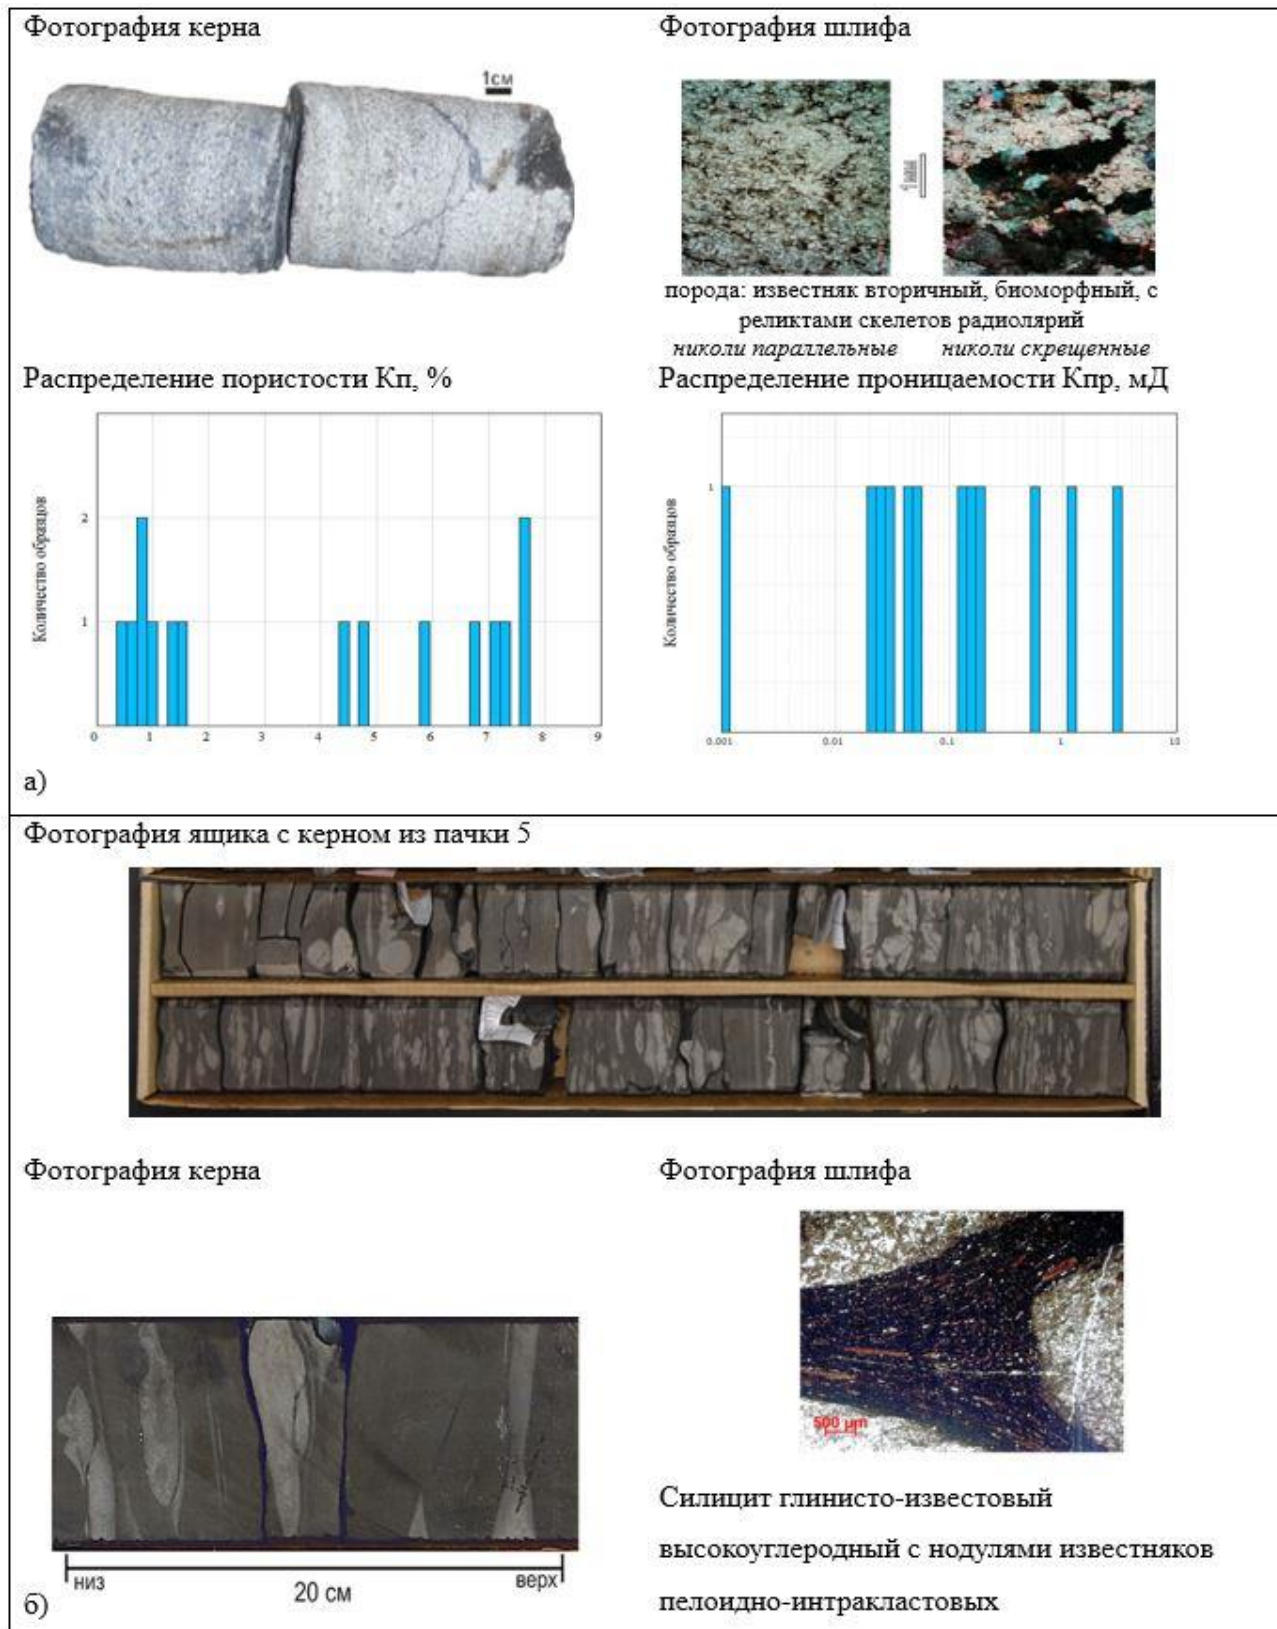 Фотография керна
Фотография шлифа
1см
1мм
порода: известняк вторичный, биоморфный, с
реликтами скелетов радиолярий
николи параллельные николи скрещенные
Распределение пористости Кп, %
Распределение проницаемости Кпр, мД
Количество образцов
2
1
0 1 2 3 4 5 6 7 8 9
Количество образцов
1
0.001 0.01 0.1 1 10
а)
Фотография ящика с керном из пачки 5
Фотография керна
Фотография шлифа
500 µm
Силицит глинисто-известовый
высокоуглеродный с нодулями известняков
пелоидно-интракластовых
низ
20 см
верх
б)